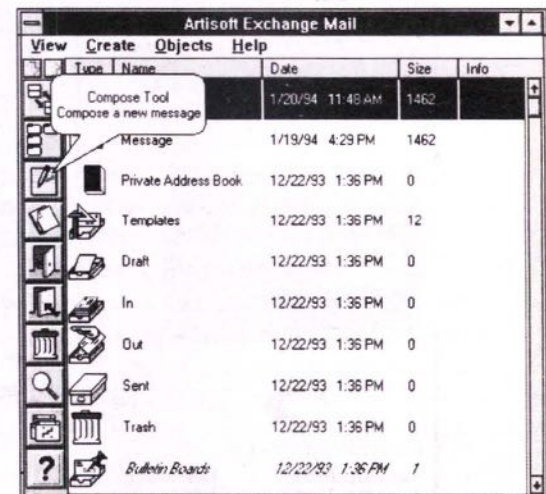 Artisoft Exchange Mail
View Create Objects Help
Type Name Date Size Info
Compose Tool
Compose a new message
1/20/94 11:48 AM 1462
Message 1/19/94 4:29 PM 1462
Private Address Book 12/22/93 1:36 PM 0
Templates 12/22/93 1:36 PM 12
Draft 12/22/93 1:36 PM 0
In 12/22/93 1:36 PM 0
Out 12/22/93 1:36 PM 0
Sent 12/22/93 1:36 PM 0
Trash 12/22/93 1:36 PM 0
Bulletin Boards 12/22/93 1:36 PM 1
?